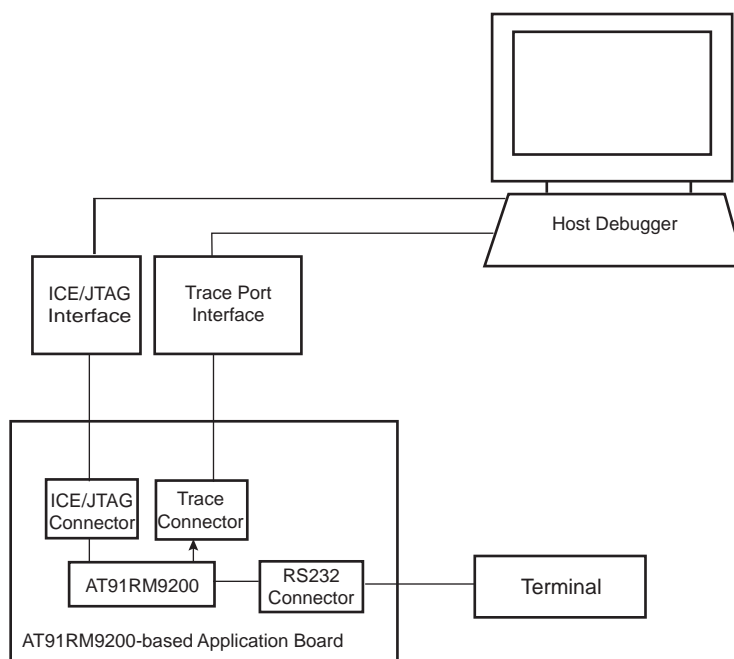 Host Debugger
ICE/JTAG
Interface
Trace Port
Interface
ICE/JTAG
Connector
Trace
Connector
AT91RM9200
RS232
Connector
Terminal
AT91RM9200-based Application Board